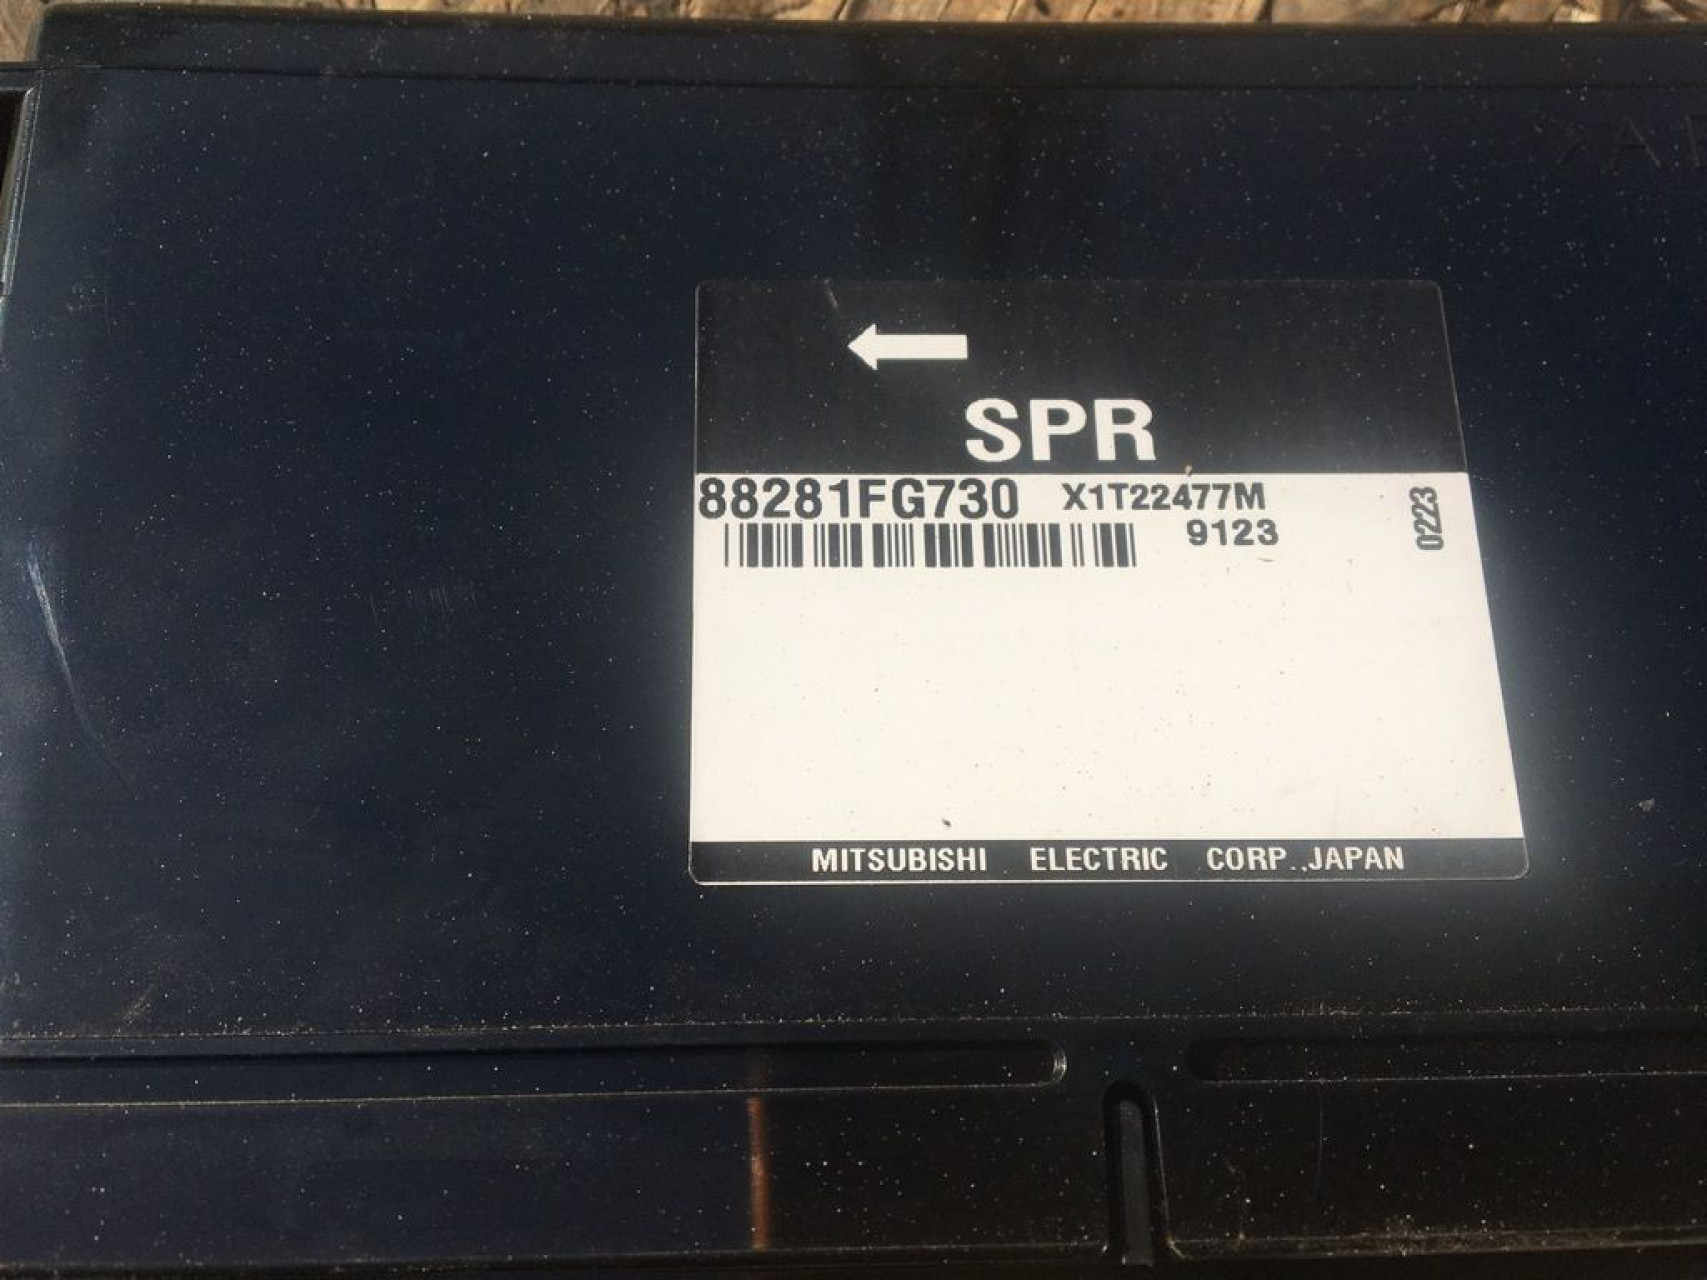 SPR
88281FG730 X1T22477M
9123
0223
MITSUBISHI ELECTRIC CORP.,JAPAN